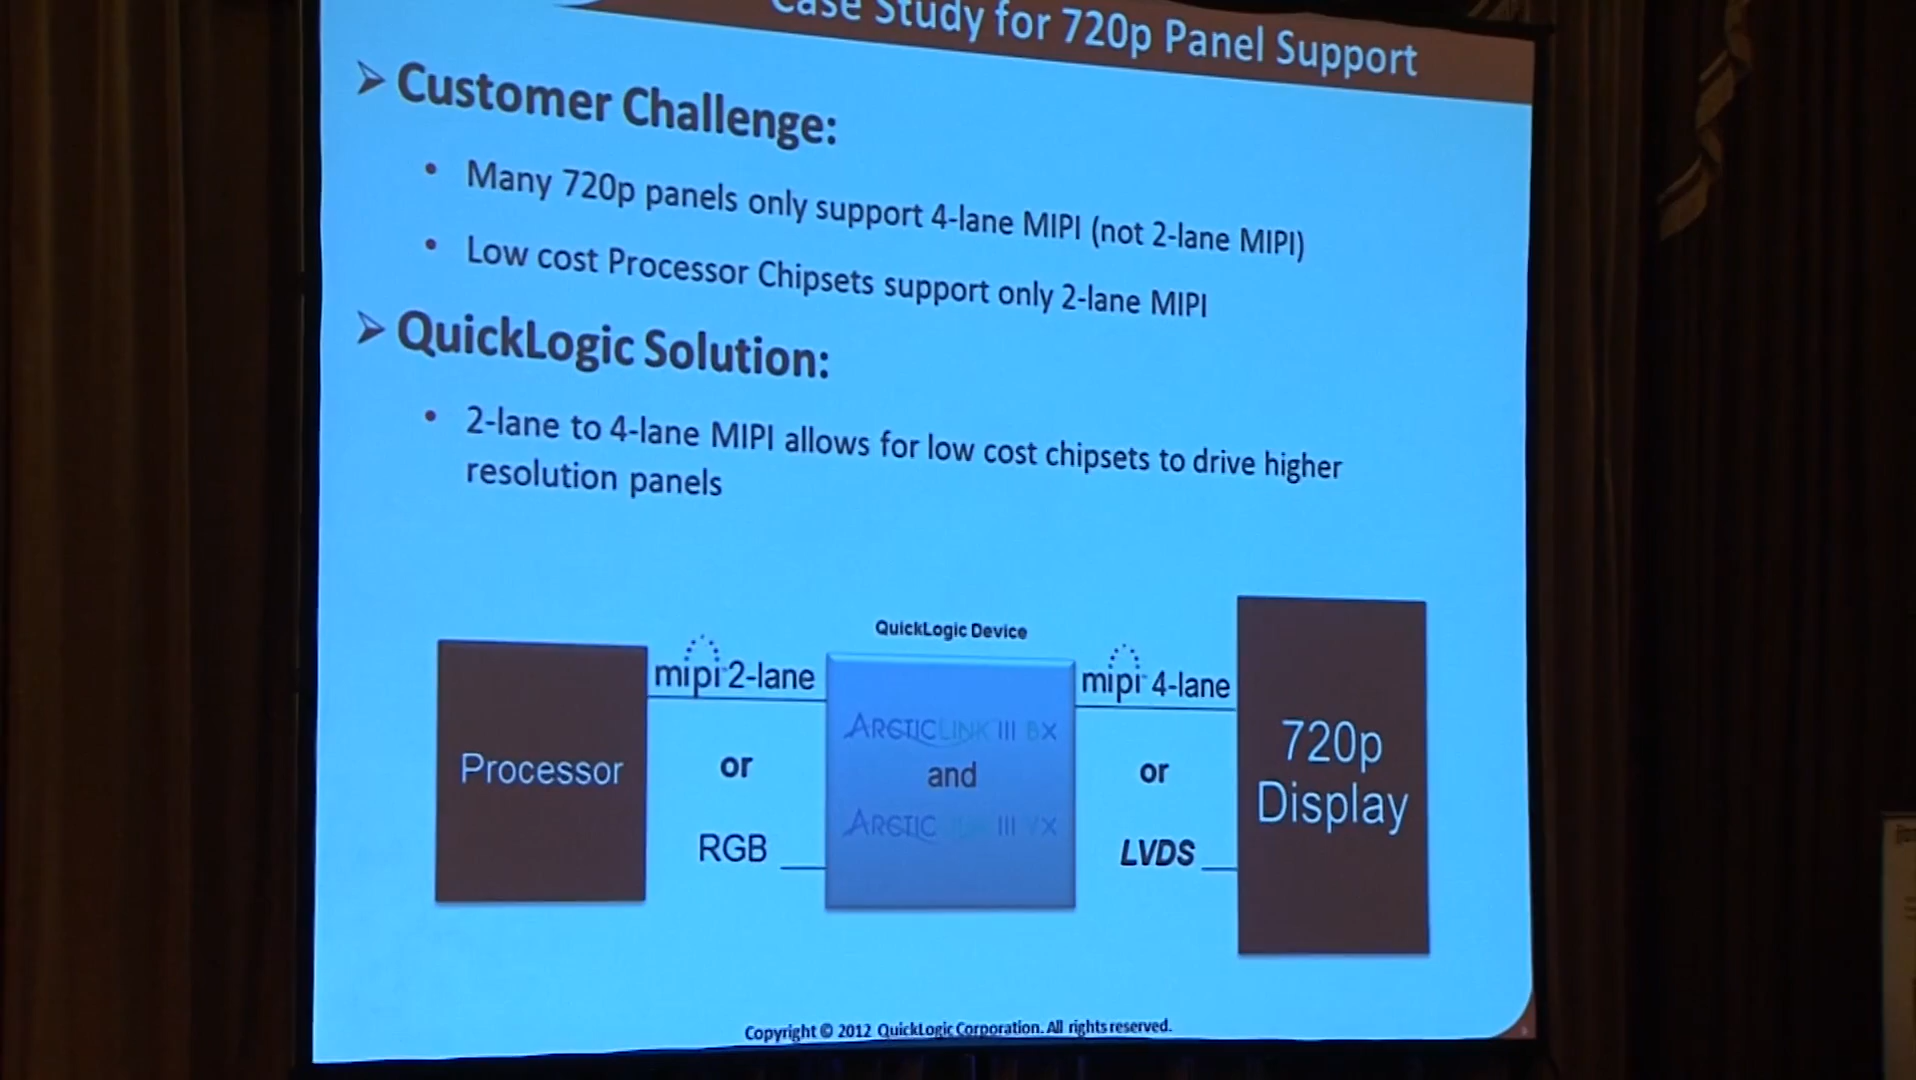 Case Study for 720p Panel Support
➢ Customer Challenge:
• Many 720p panels only support 4-lane MIPI (not 2-lane MIPI)
• Low cost Processor Chipsets support only 2-lane MIPI
➢ QuickLogic Solution:
• 2-lane to 4-lane MIPI allows for low cost chipsets to drive higher
resolution panels
QuickLogic Device
Processor
mipi 2-lane
or
RGB
ARCTICLINK III BX
and
ARCTIC III VX
mipi 4-lane
or
LVDS
720p
Display
Copyright © 2012 QuickLogic Corporation. All rights reserved.